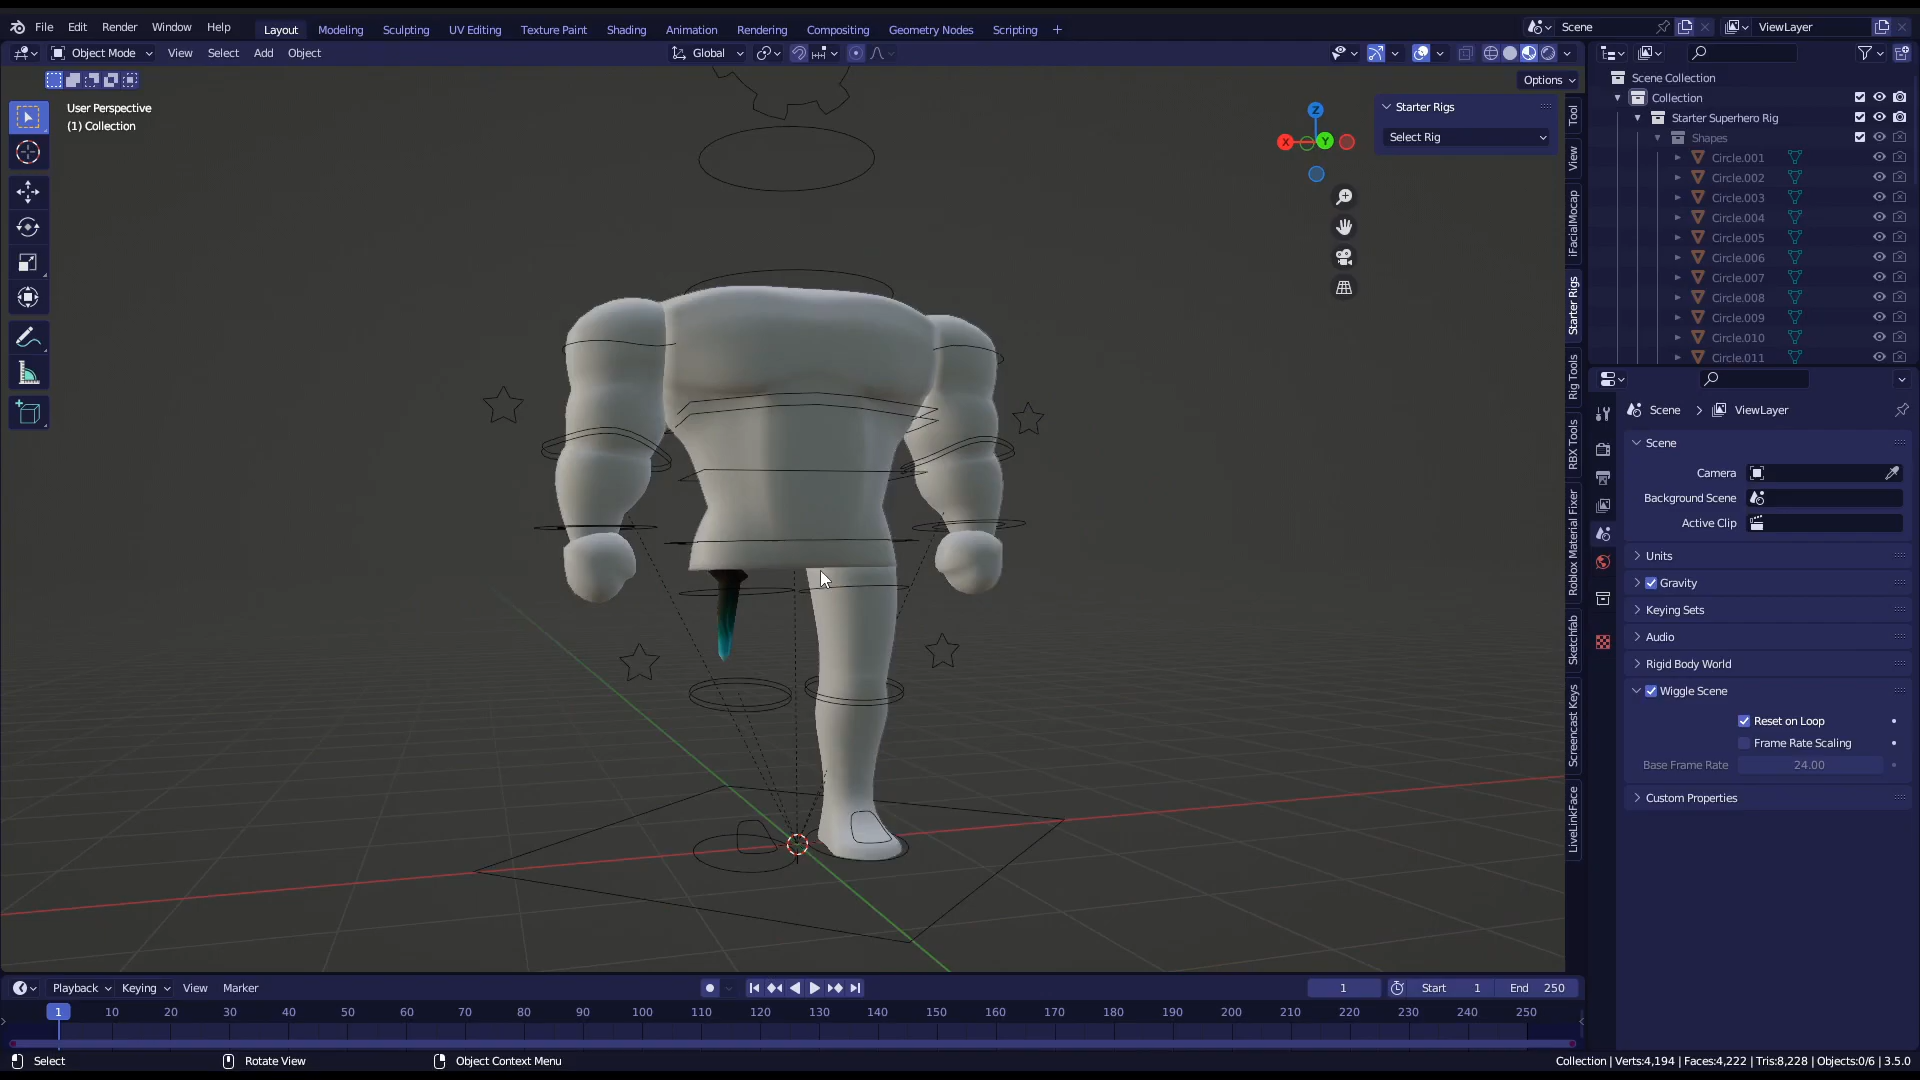 File Edit Render Window Help Layout Modeling Sculpting UV Editing Texture Paint Shading Animation Rendering Compositing Geometry Nodes Scripting + Scene ViewLayer
Object Mode View Select Add Object Global
Options
User Perspective
(1) Collection
Starter Rigs
Select Rig
X Y Z
Tool
View
iFacialMocap
Starter Rigs
Rig Tools
RBX Tools
Roblox Material Fixer
Sketchfab
Screencast Keys
LiveLinkFace
Scene Collection
Collection
Starter Superhero Rig
Shapes
Circle.001
Circle.002
Circle.003
Circle.004
Circle.005
Circle.006
Circle.007
Circle.008
Circle.009
Circle.010
Circle.011
Scene > ViewLayer
Scene
Camera
Background Scene
Active Clip
Units
Gravity
Keying Sets
Audio
Rigid Body World
Wiggle Scene
Reset on Loop
Frame Rate Scaling
Base Frame Rate 24.00
Custom Properties
Playback Keying View Marker 1 Start 1 End 250
1 10 20 30 40 50 60 70 80 90 100 110 120 130 140 150 160 170 180 190 200 210 220 230 240 250
Select Rotate View Object Context Menu Collection | Verts:4,194 | Faces:4,222 | Tris:8,228 | Objects:0/6 | 3.5.0